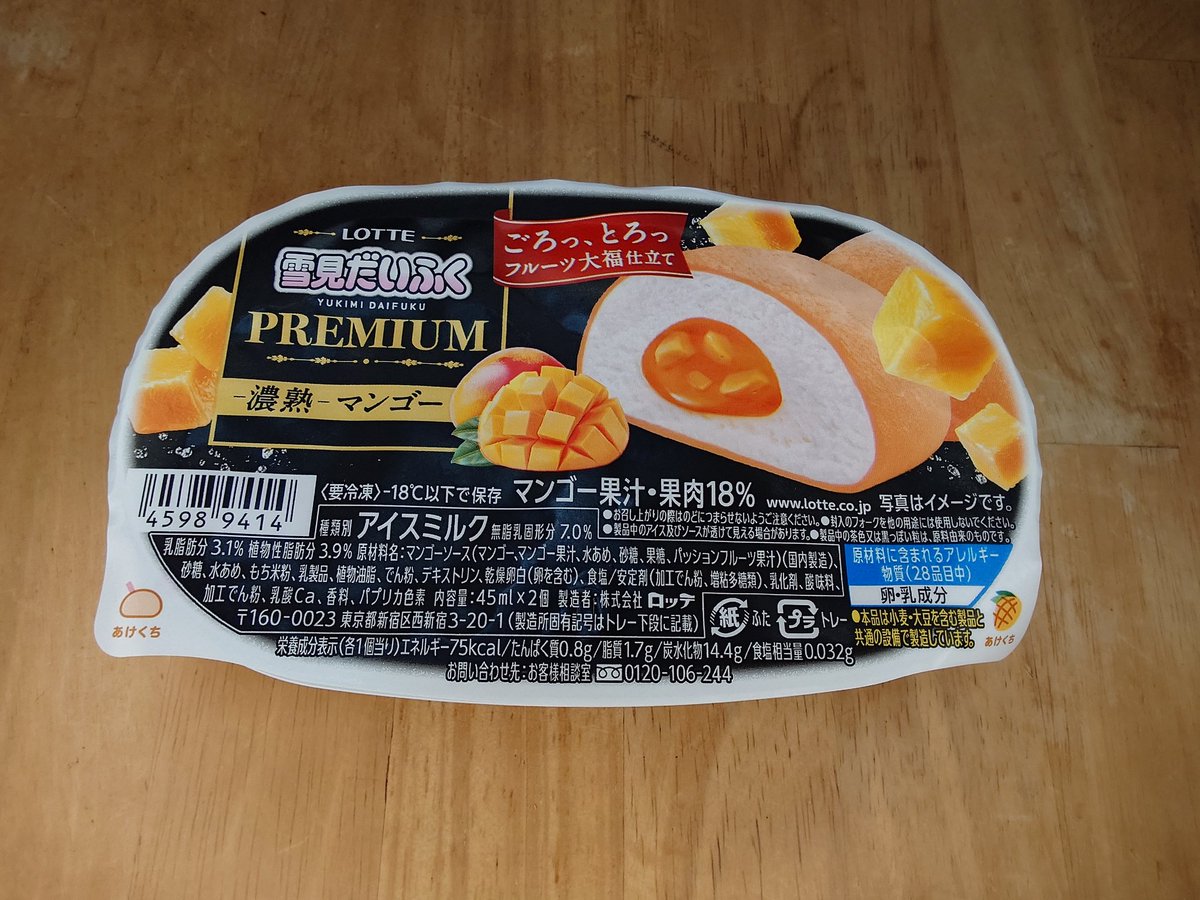 LOTTE
雪見だいふく
YUKIMI DAIFUKU
PREMIUM
-濃熟-マンゴー
ごろっ、とろっ
フルーツ大福仕立て
4598 9414
〈要冷凍〉-18℃以下で保存 マンゴー果汁・果肉18% www.lotte.co.jp 写真はイメージです。
種類別 アイスミルク 無脂乳固形分 7.0%
●お召し上がりの際はのどにつまらせないようご注意ください。●封入のフォークを他の用途には使用しないでください。
●製品中のアイス及びソースが透けて見える場合があります。●製品中の茶色又は黒っぽい粒は、原料由来のものです。
乳脂肪分 3.1% 植物性脂肪分 3.9% 原材料名:マンゴーソース(マンゴー、マンゴー果汁、水あめ、砂糖、果糖、パッションフルーツ果汁)(国内製造)、
砂糖、水あめ、もち米粉、乳製品、植物油脂、でん粉、デキストリン、乾燥卵白(卵を含む)、食塩/安定剤(加工でん粉、増粘多糖類)、乳化剤、酸味料、
加工でん粉、乳酸Ca、香料、パプリカ色素 内容量:45ml×2個 製造者:株式会社 ロッテ
〒160-0023 東京都新宿区西新宿3-20-1(製造所固有記号はトレー下段に記載)
紙 ふた プラ トレー
原材料に含まれるアレルギー
物質(28品目中)
卵・乳成分
●本品は小麦・大豆を含む製品と
共通の設備で製造しています。
あけくち
あけくち
栄養成分表示(各1個当り)エネルギー75kcal/たんぱく質0.8g/脂質1.7g/炭水化物14.4g/食塩相当量0.032g
お問い合わせ先:お客様相談室 0120-106-244